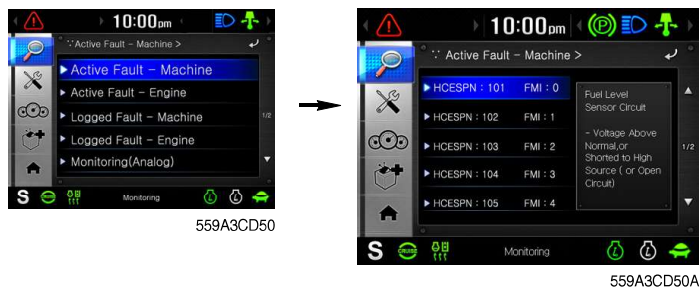 10:00pm
∵Active Fault - Machine >
Active Fault - Machine
Active Fault - Engine
Logged Fault - Machine
1/2
Logged Fault - Engine
Monitoring(Analog)
S CRUISE Monitoring
559A3CD50
10:00pm (P)
∵ Active Fault - Machine >
HCESPN : 101 FMI : 0
HCESPN : 102 FMI : 1
HCESPN : 103 FMI : 2
HCESPN : 104 FMI : 3
HCESPN : 105 FMI : 4
Fuel Level
Sensor Circuit
- Voltage Above
Normal,or
Shorted to High
Source ( or Open
Circuit)
1/2
S CRUISE Monitoring
559A3CD50A